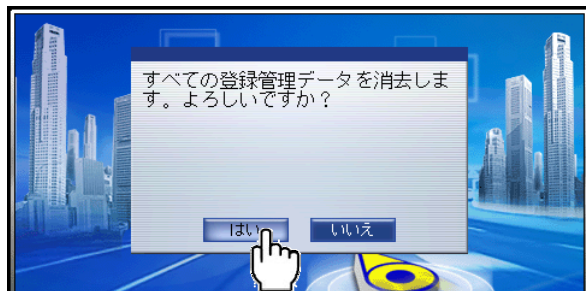 すべての登録管理データを消去しま
す。よろしいですか？
はい
いいえ